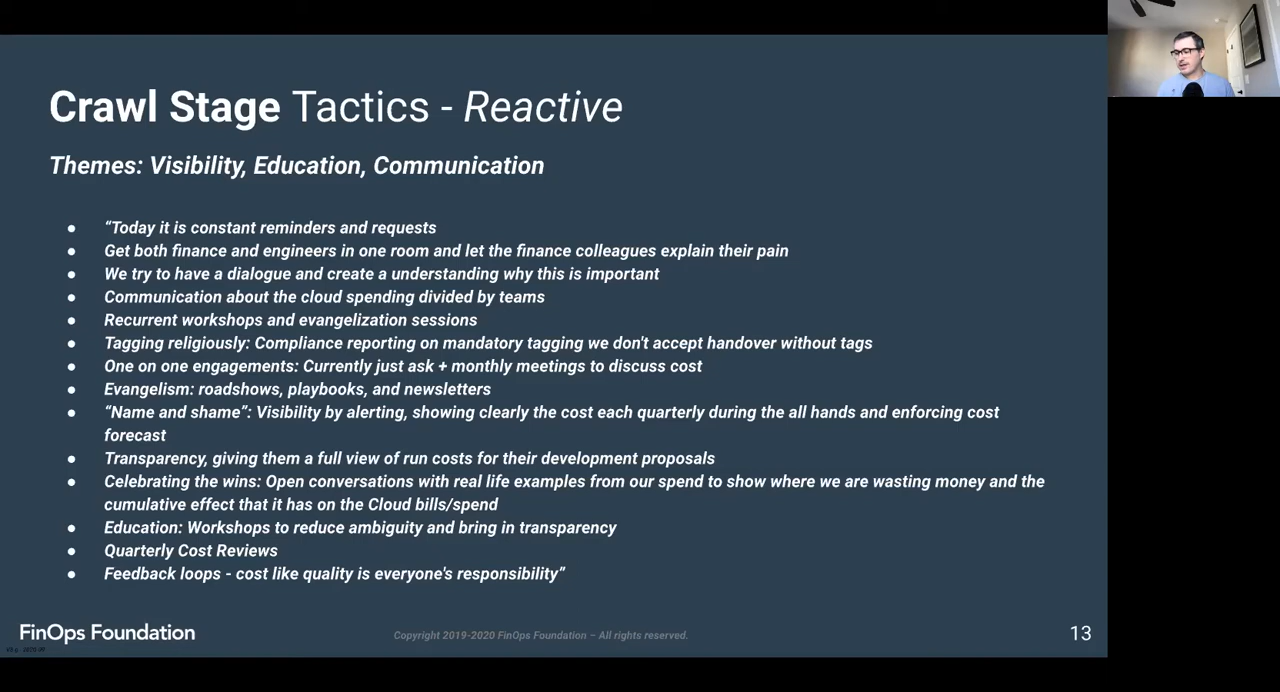 Crawl Stage Tactics - Reactive
Themes: Visibility, Education, Communication
● “Today it is constant reminders and requests
● Get both finance and engineers in one room and let the finance colleagues explain their pain
● We try to have a dialogue and create a understanding why this is important
● Communication about the cloud spending divided by teams
● Recurrent workshops and evangelization sessions
● Tagging religiously: Compliance reporting on mandatory tagging we don't accept handover without tags
● One on one engagements: Currently just ask + monthly meetings to discuss cost
● Evangelism: roadshows, playbooks, and newsletters
● “Name and shame”: Visibility by alerting, showing clearly the cost each quarterly during the all hands and enforcing cost
forecast
● Transparency, giving them a full view of run costs for their development proposals
● Celebrating the wins: Open conversations with real life examples from our spend to show where we are wasting money and the
cumulative effect that it has on the Cloud bills/spend
● Education: Workshops to reduce ambiguity and bring in transparency
● Quarterly Cost Reviews
● Feedback loops - cost like quality is everyone's responsibility”
FinOps Foundation
Copyright 2019-2020 FinOps Foundation – All rights reserved.
13